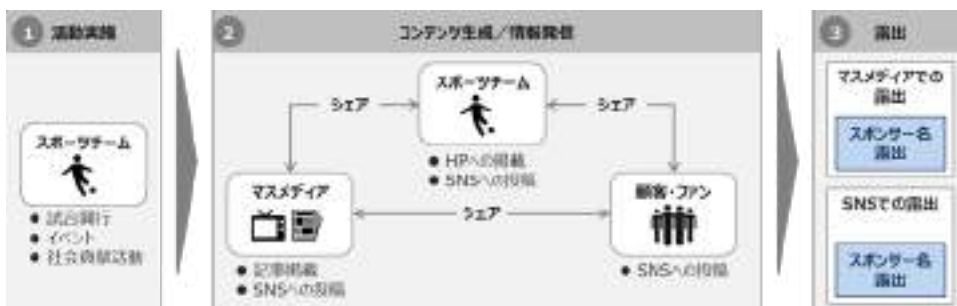 1 活動実施
スポーツチーム
● 試合興行
● イベント
● 社会貢献活動
2 コンテンツ生成／情報発信
スポーツチーム
シェア
シェア
● HPへの掲載
● SNSへの投稿
マスメディア
シェア
顧客・ファン
● 記事掲載
● SNSへの投稿
● SNSへの投稿
3 露出
マスメディアでの
露出
スポンサー名
露出
SNSでの露出
スポンサー名
露出